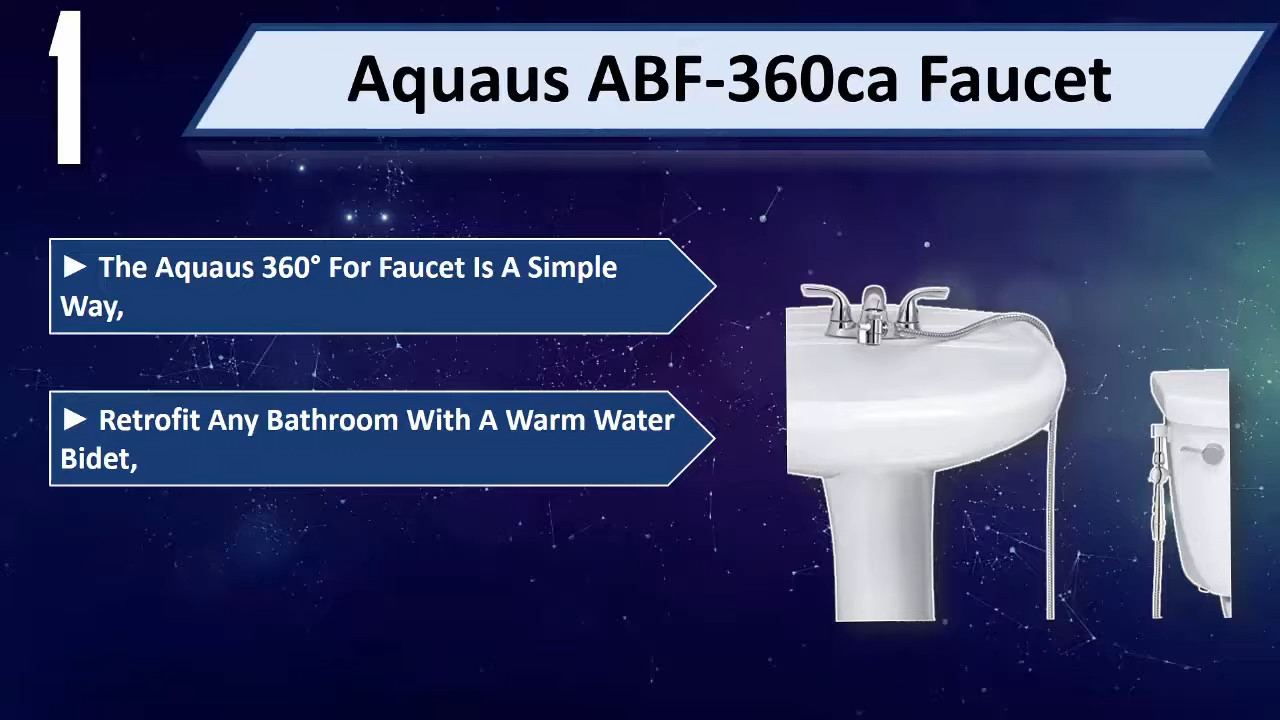 1
Aquaus ABF-360ca Faucet
► The Aquaus 360° For Faucet Is A Simple
Way,
► Retrofit Any Bathroom With A Warm Water
Bidet,